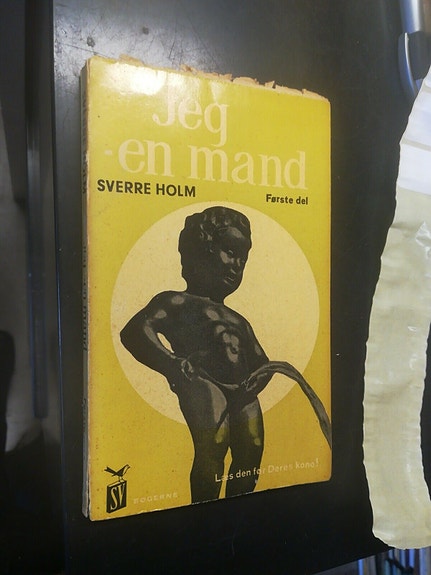 Jeg
-en mand
SVERRE HOLM
Første del
Læs den før Deres kone!
SV
BØGERNE